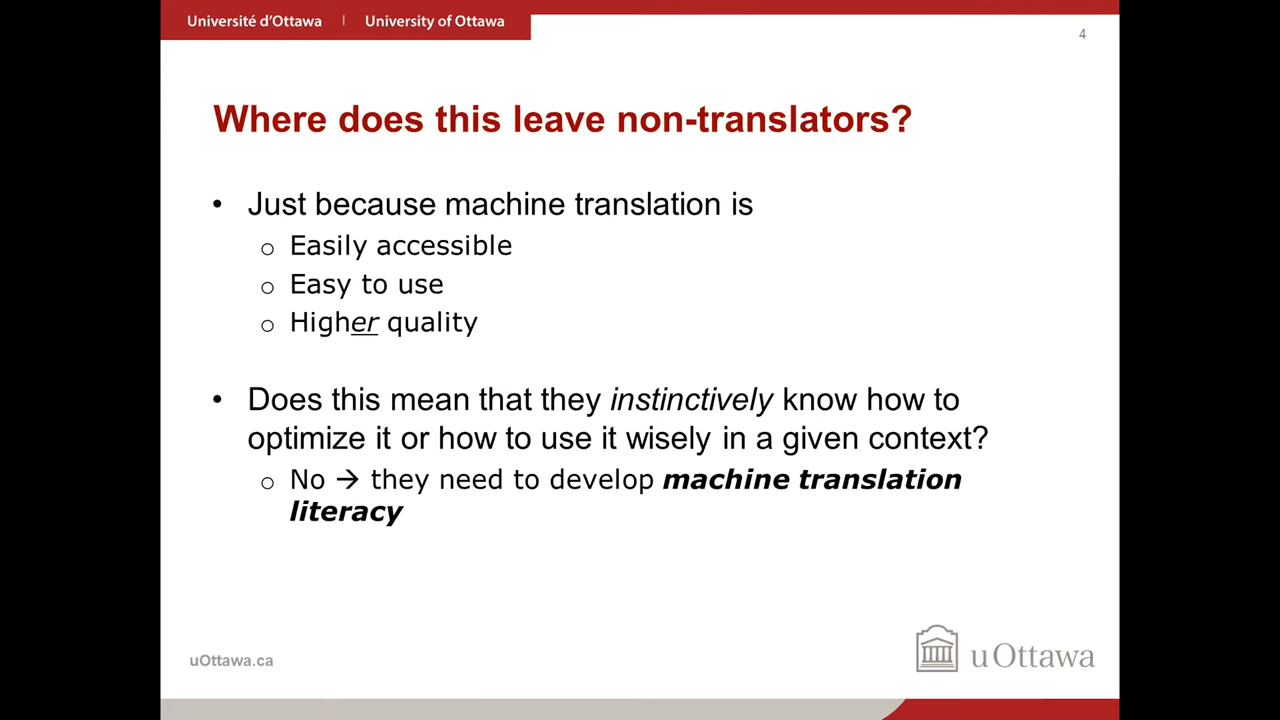 Université d'Ottawa | University of Ottawa
4
Where does this leave non-translators?
• Just because machine translation is
o Easily accessible
o Easy to use
o Higher quality
• Does this mean that they instinctively know how to
optimize it or how to use it wisely in a given context?
o No → they need to develop machine translation
literacy
uOttawa.ca
uOttawa